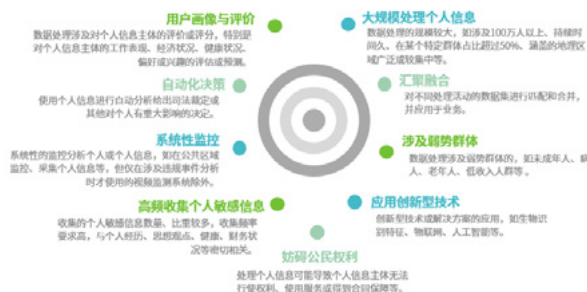 用户画像与评价
数据处理涉及对个人信息主体的评价或评分，特别是
对个人信息主体的工作表现、经济状况、健康状况、
偏好或兴趣的评估或预测。
自动化决策
使用个人信息进行自动分析给出司法裁定或
其他对个人有重大影响的决定。
系统性监控
系统性的监控分析个人或个人信息，如在公共区域
监控、采集个人信息等，但仅在涉及违规事件分析
时才使用的视频监测系统除外。
高频收集个人敏感信息
收集的个人敏感信息数量、比重较多，收集频率
要求高，与个人经历、思想观点、健康、财务状
况等密切相关。
大规模处理个人信息
数据处理的规模较大，如涉及100万人以上、持续时
间久、在某个特定群体占比超过50%、涵盖的地理区
域广泛或较集中等。
汇聚融合
对不同处理活动的数据集进行匹配和合并，
并应用于业务。
涉及弱势群体
数据处理涉及弱势群体的，如未成年人、病
人、老年人、低收入人群等。
应用创新型技术
创新型技术或解决方案的应用，如生物识
别特征、物联网、人工智能等。
妨碍公民权利
处理个人信息可能导致个人信息主体无法
行使权利、使用服务或得到合同保障等。